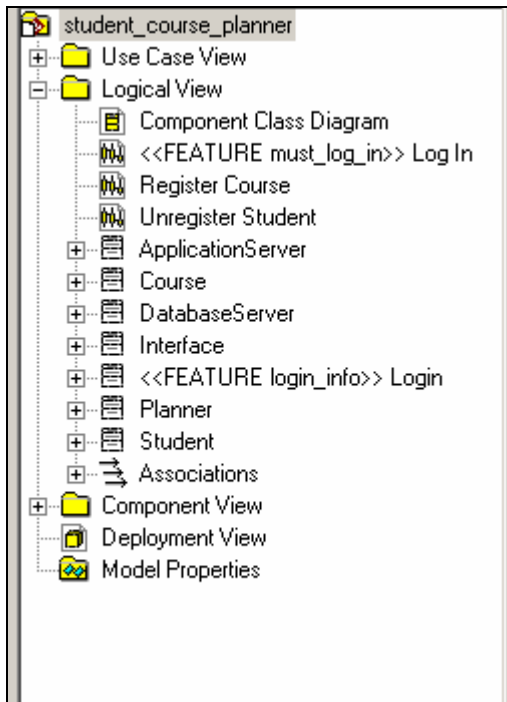 student_course_planner
Use Case View
Logical View
Component Class Diagram
<<FEATURE must_log_in>> Log In
Register Course
Unregister Student
ApplicationServer
Course
DatabaseServer
Interface
<<FEATURE login_info>> Login
Planner
Student
Associations
Component View
Deployment View
Model Properties